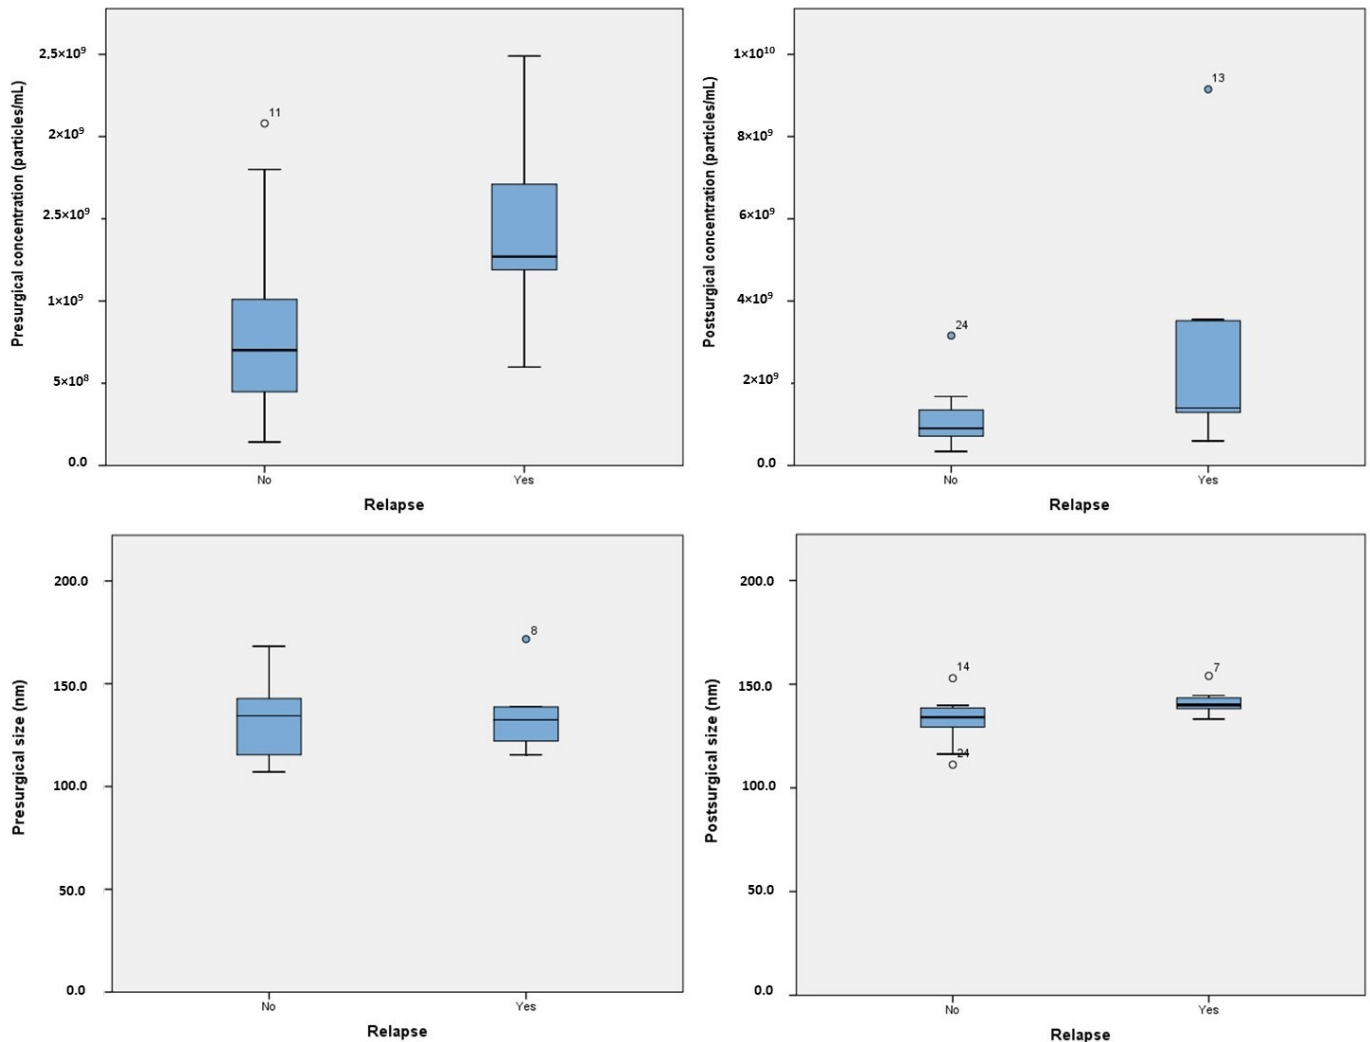 Presurgical concentration (particles/mL)
2,5×10⁹
2×10⁹
2.5×10⁹
1×10⁹
5×10⁸
0.0
11
No
Yes
Relapse
Postsurgical concentration (particles/mL)
1×10¹⁰
8×10⁹
6×10⁹
4×10⁹
2×10⁹
0.0
24
13
No
Yes
Relapse
Presurgical size (nm)
200.0
150.0
100.0
50.0
0.0
8
No
Yes
Relapse
Postsurgical size (nm)
200.0
150.0
100.0
50.0
0.0
14
24
7
No
Yes
Relapse